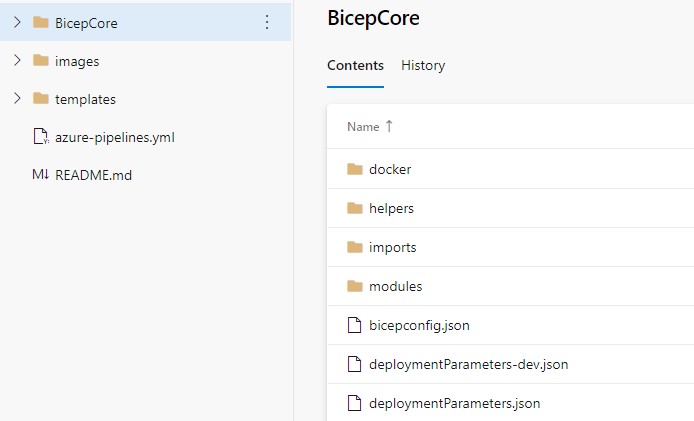 BicepCore
images
templates
azure-pipelines.yml
README.md
BicepCore
Contents History
Name ↑
docker
helpers
imports
modules
bicepconfig.json
deploymentParameters-dev.json
deploymentParameters.json